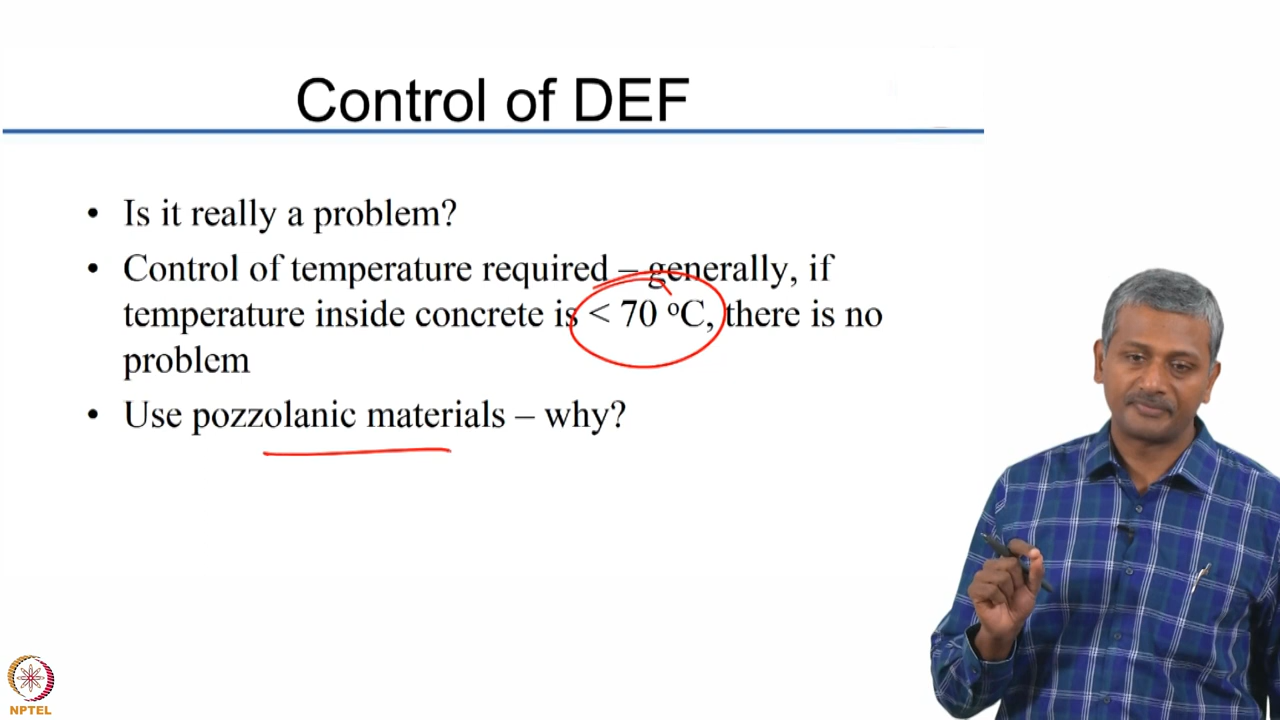 Control of DEF
• Is it really a problem?
• Control of temperature required – generally, if
temperature inside concrete is < 70 ºC, there is no
problem
• Use pozzolanic materials – why?
NPTEL